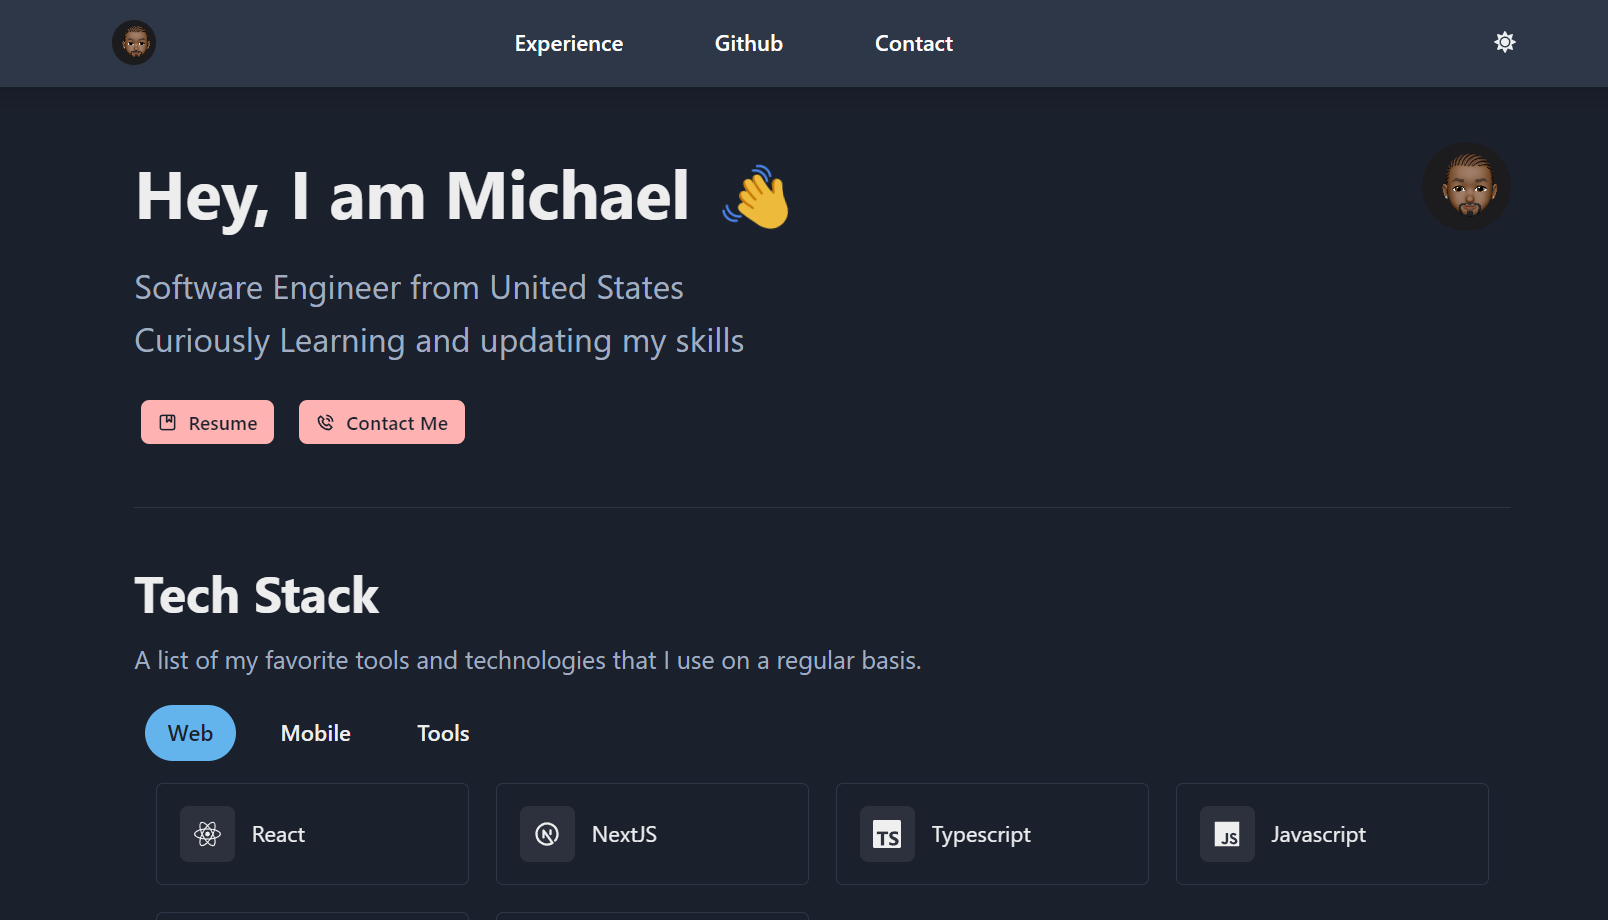 Experience Github Contact
Hey, I am Michael 👋
Software Engineer from United States
Curiously Learning and updating my skills
Resume Contact Me
Tech Stack
A list of my favorite tools and technologies that I use on a regular basis.
Web Mobile Tools
React N NextJS TS Typescript JS Javascript